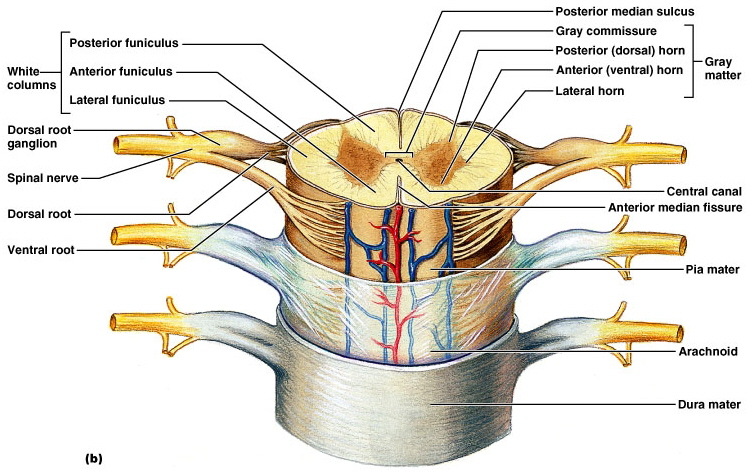 Posterior median sulcus
Gray commissure
Posterior funiculus
Posterior (dorsal) horn
White
columns
Anterior funiculus
Anterior (ventral) horn
Gray
matter
Lateral funiculus
Lateral horn
Dorsal root
ganglion
Spinal nerve
Central canal
Dorsal root
Anterior median fissure
Ventral root
Pia mater
Arachnoid
Dura mater
(b)